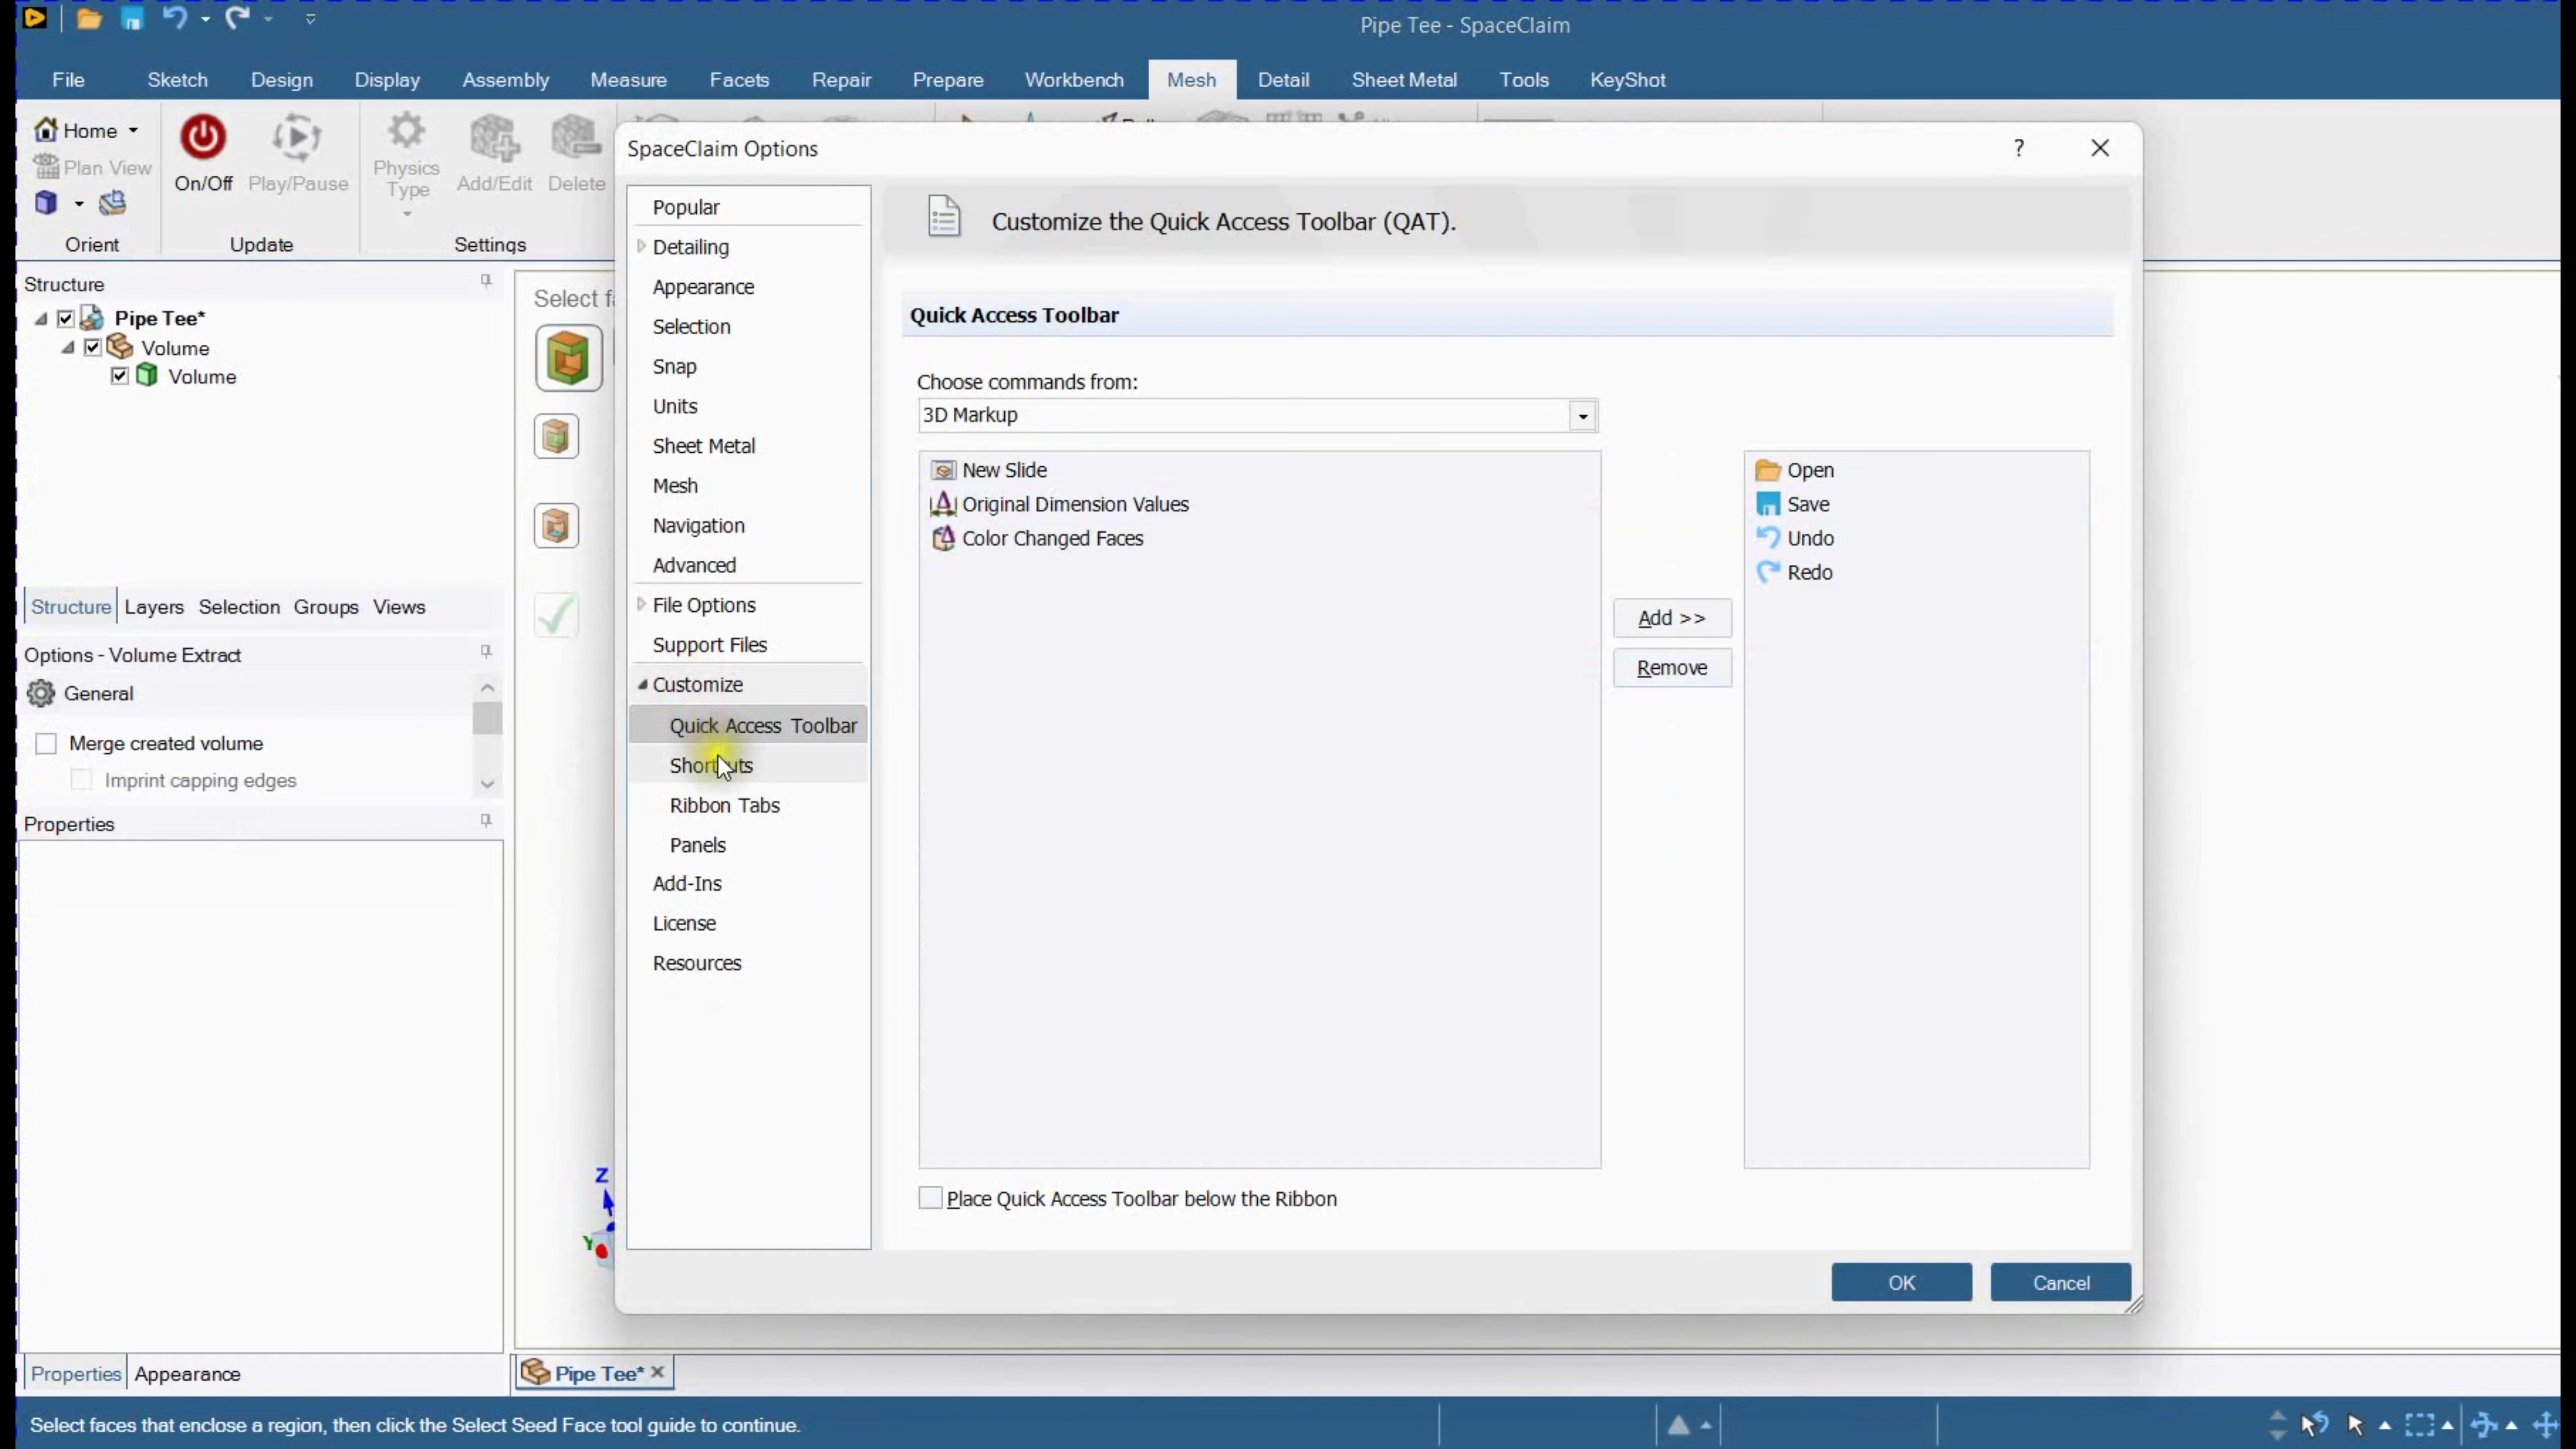 Pipe Tee - SpaceClaim
File Sketch Design Display Assembly Measure Facets Repair Prepare Workbench Mesh Detail Sheet Metal Tools KeyShot
Home
Plan View
On/Off Play/Pause
Physics
Type
Add/Edit Delete
Orient Update Settings
SpaceClaim Options
?
Popular
Detailing
Appearance
Selection
Snap
Units
Sheet Metal
Mesh
Navigation
Advanced
File Options
Support Files
Customize
Quick Access Toolbar
Shortcuts
Ribbon Tabs
Panels
Add-Ins
License
Resources
Customize the Quick Access Toolbar (QAT).
Quick Access Toolbar
Choose commands from:
3D Markup
New Slide
Original Dimension Values
Color Changed Faces
Add >>
Remove
Open
Save
Undo
Redo
Place Quick Access Toolbar below the Ribbon
OK Cancel
Structure
Pipe Tee*
Volume
Volume
Structure Layers Selection Groups Views
Options - Volume Extract
General
Merge created volume
Imprint capping edges
Properties
Properties Appearance
Select
Z
Y
Pipe Tee*
Select faces that enclose a region, then click the Select Seed Face tool guide to continue.